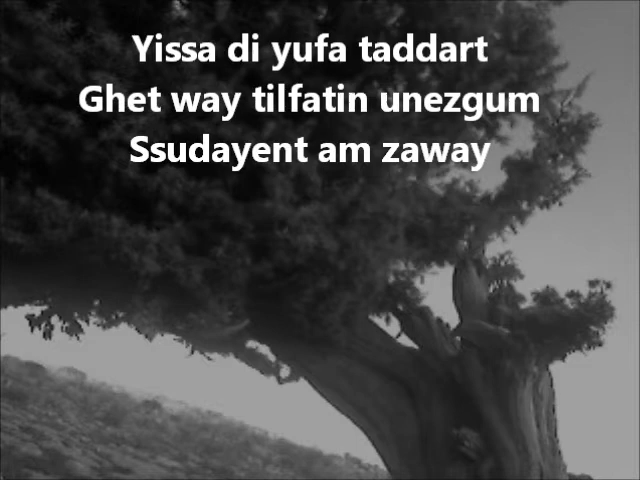 Yissa di yufa taddart
Ghet way tilfatin unezgum
Ssudayent am zaway